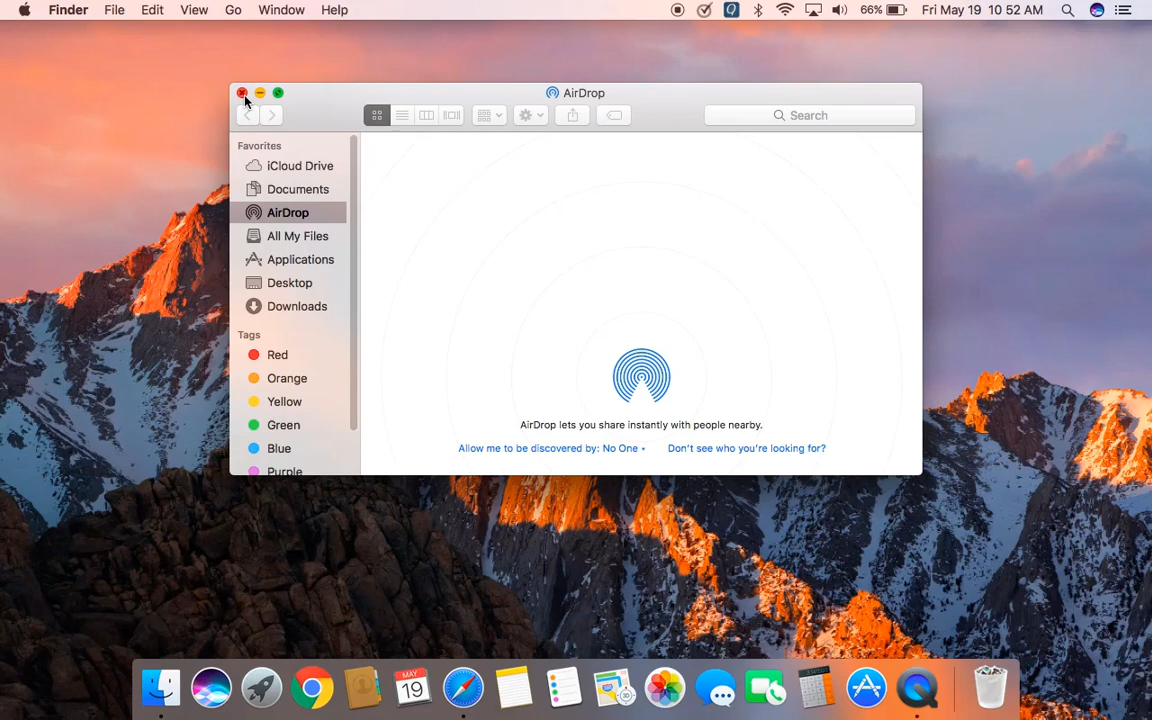 Finder File Edit View Go Window Help 66% Fri May 19 10 52 AM
AirDrop
Search
Favorites
iCloud Drive
Documents
AirDrop
All My Files
Applications
Desktop
Downloads
Tags
Red
Orange
Yellow
Green
Blue
Purple
AirDrop lets you share instantly with people nearby.
Allow me to be discovered by: No One Don't see who you're looking for?
MAY
19